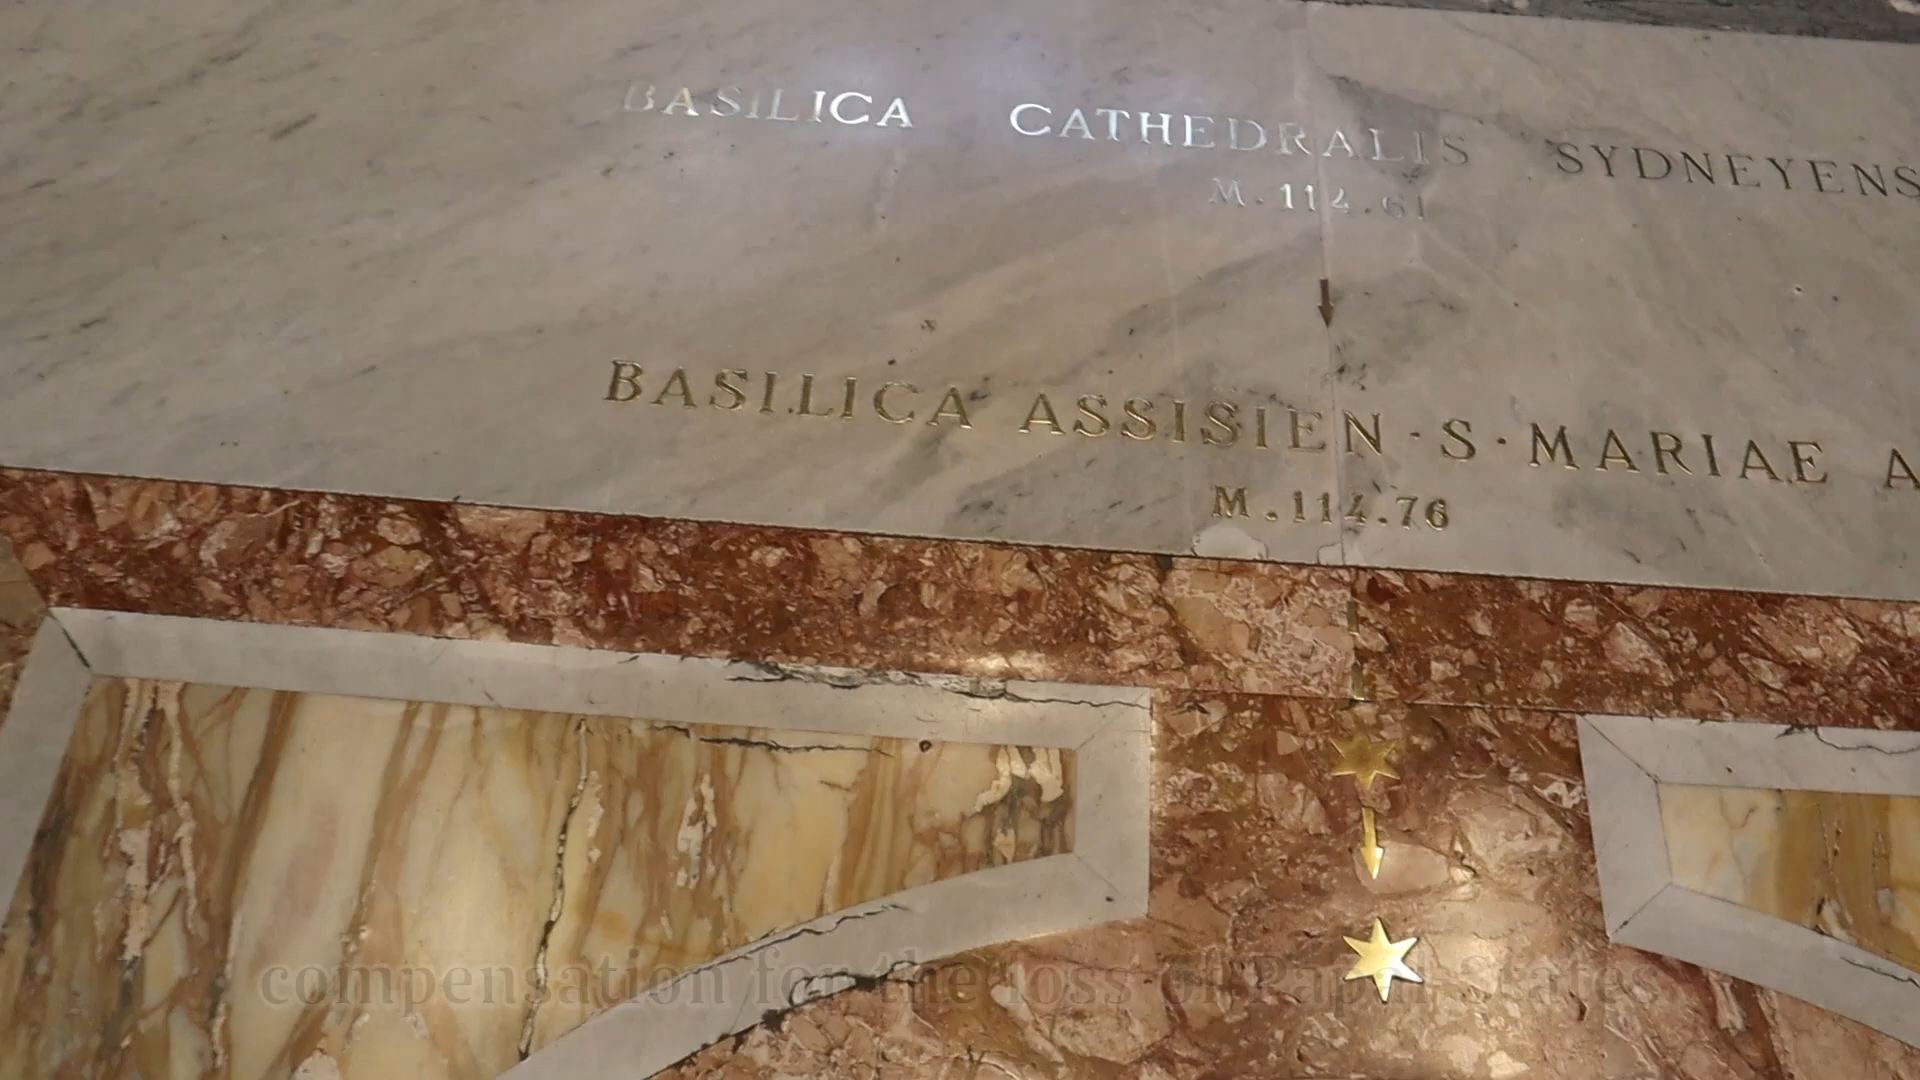 BASILICA CATHEDRALIS SYDNEYENS
M.114.61
BASILICA ASSISIEN·S·MARIAE A
M.114.76
compensation for the loss of Papal States.